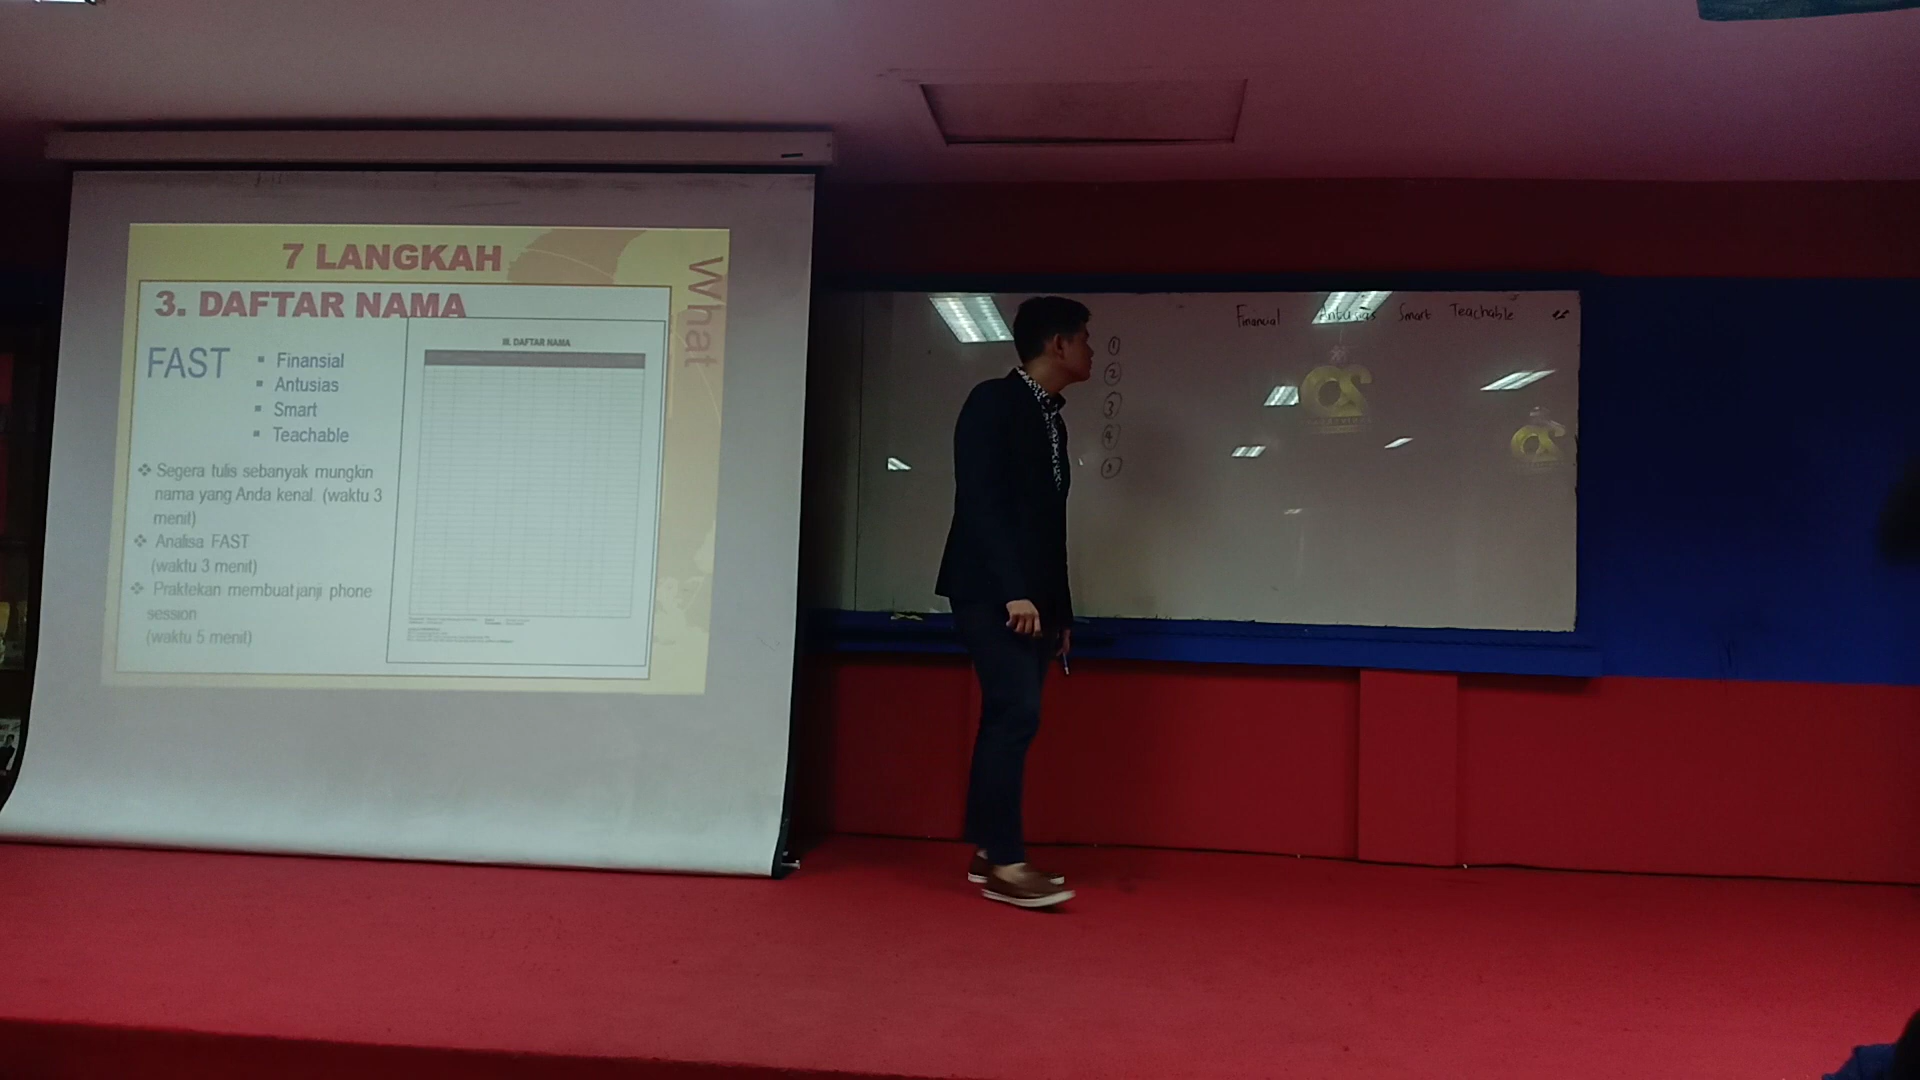 7 LANGKAH
What
3. DAFTAR NAMA
FAST
▪ Finansial
▪ Antusias
▪ Smart
▪ Teachable
❖ Segera tulis sebanyak mungkin
nama yang Anda kenal (waktu 3
menit)
❖ Analisa FAST
(waktu 3 menit)
❖ Praktekan membuat janji phone
session
(waktu 5 menit)
III. DAFTAR NAMA
Financial Antusias Smart Teachable
1
2
3
4
5